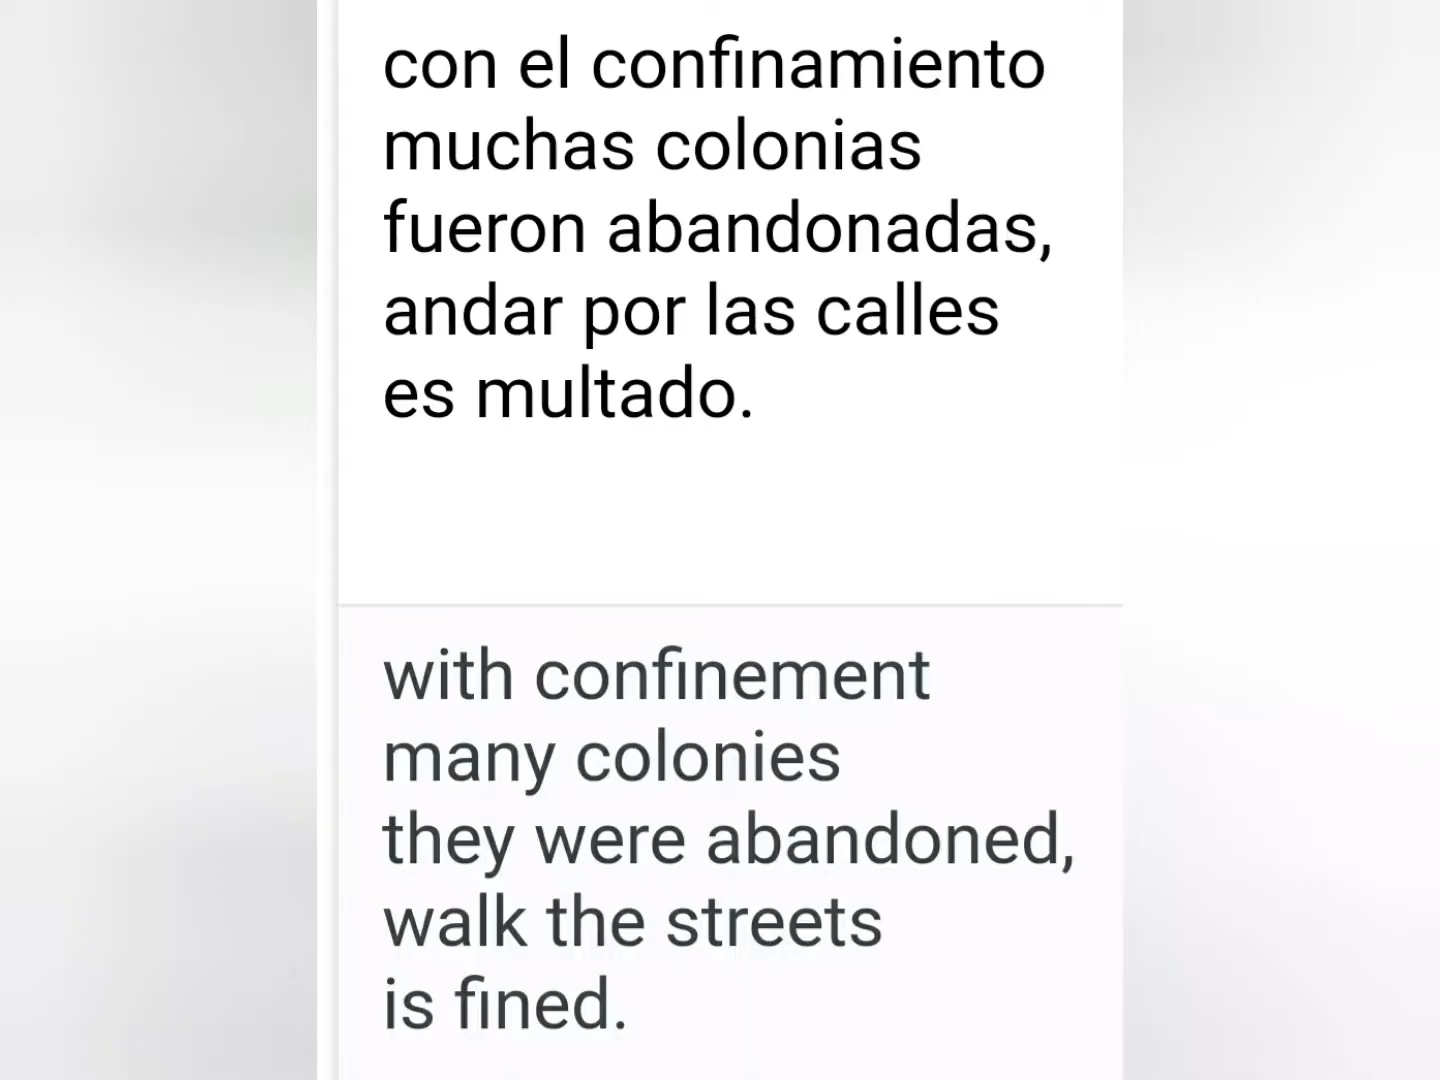 con el confinamiento
muchas colonias
fueron abandonadas,
andar por las calles
es multado.
with confinement
many colonies
they were abandoned,
walk the streets
is fined.